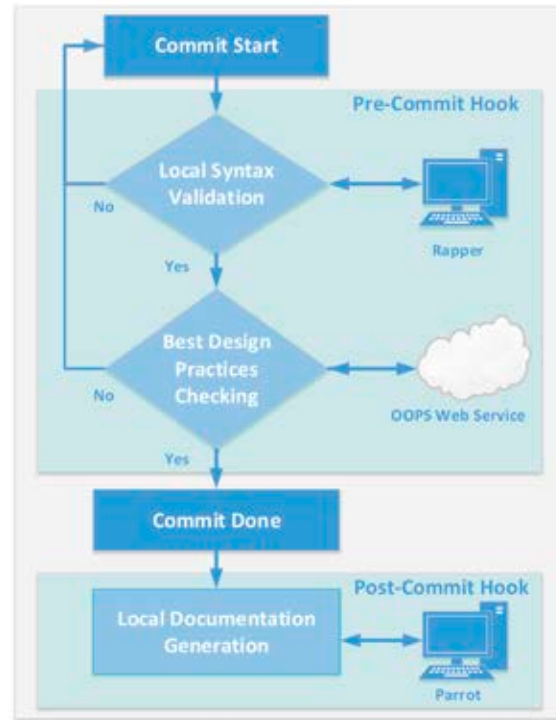 Commit Start
Pre-Commit Hook
Local Syntax
Validation
No
Rapper
Yes
Best Design
Practices
Checking
No
OOPS Web Service
Yes
Commit Done
Post-Commit Hook
Local Documentation
Generation
Parrot